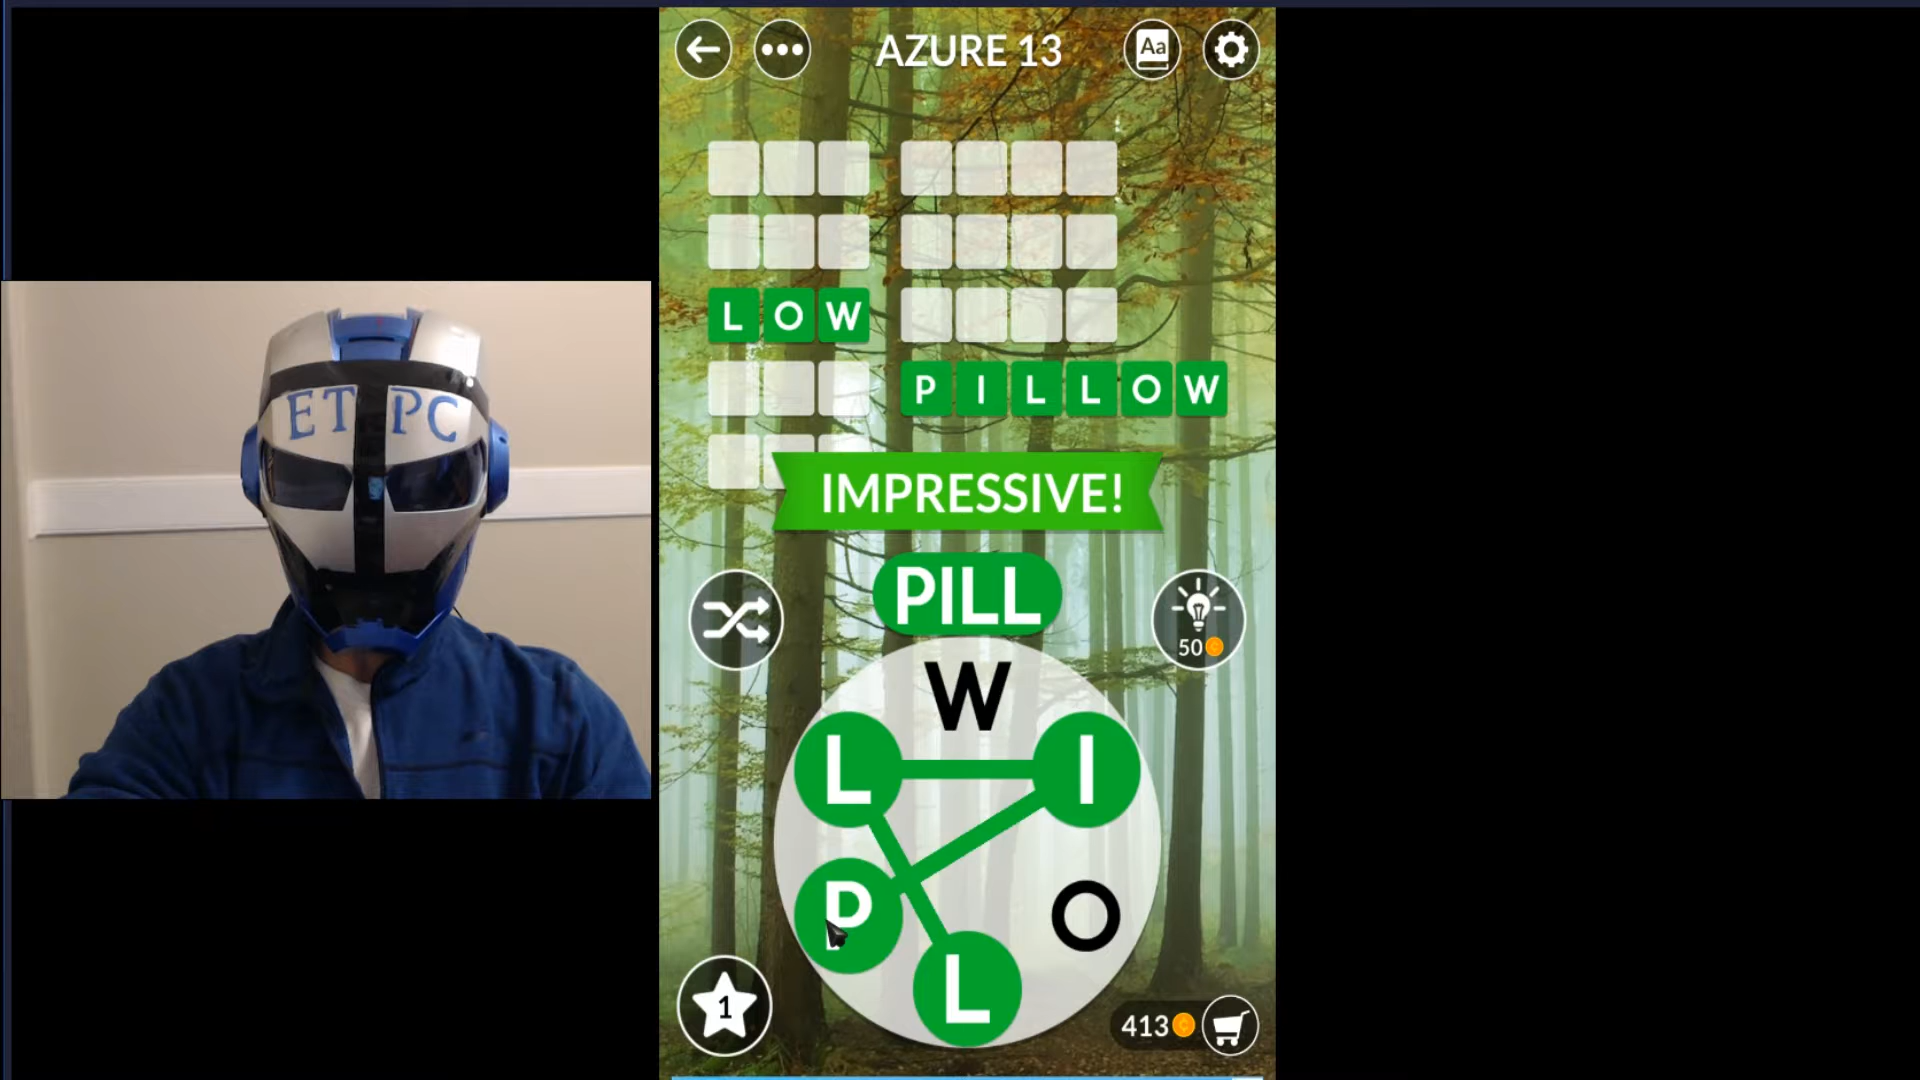 AZURE 13
Aa
LOW
PILLOW
ET PC
IMPRESSIVE!
PILL
50
W
L I
P O
L
1
413